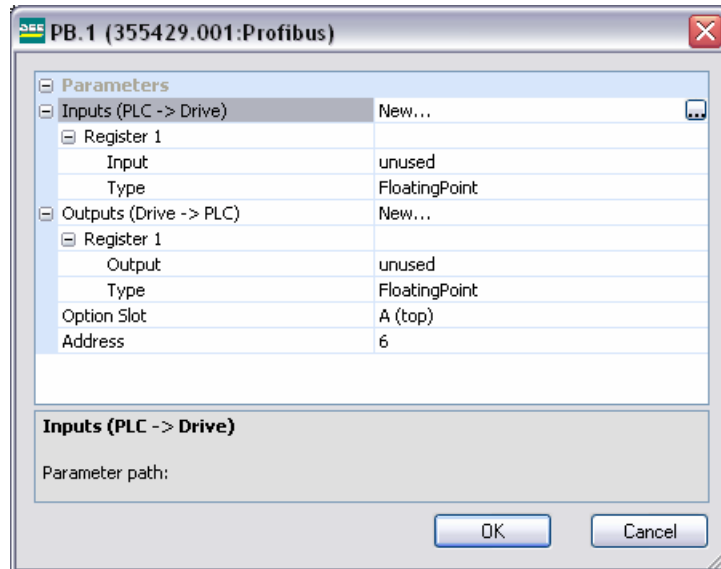 PB.1 (355429.001:Profibus)
Parameters
Inputs (PLC -> Drive) New... ...
Register 1
Input unused
Type FloatingPoint
Outputs (Drive -> PLC) New...
Register 1
Output unused
Type FloatingPoint
Option Slot A (top)
Address 6
Inputs (PLC -> Drive)
Parameter path:
OK Cancel